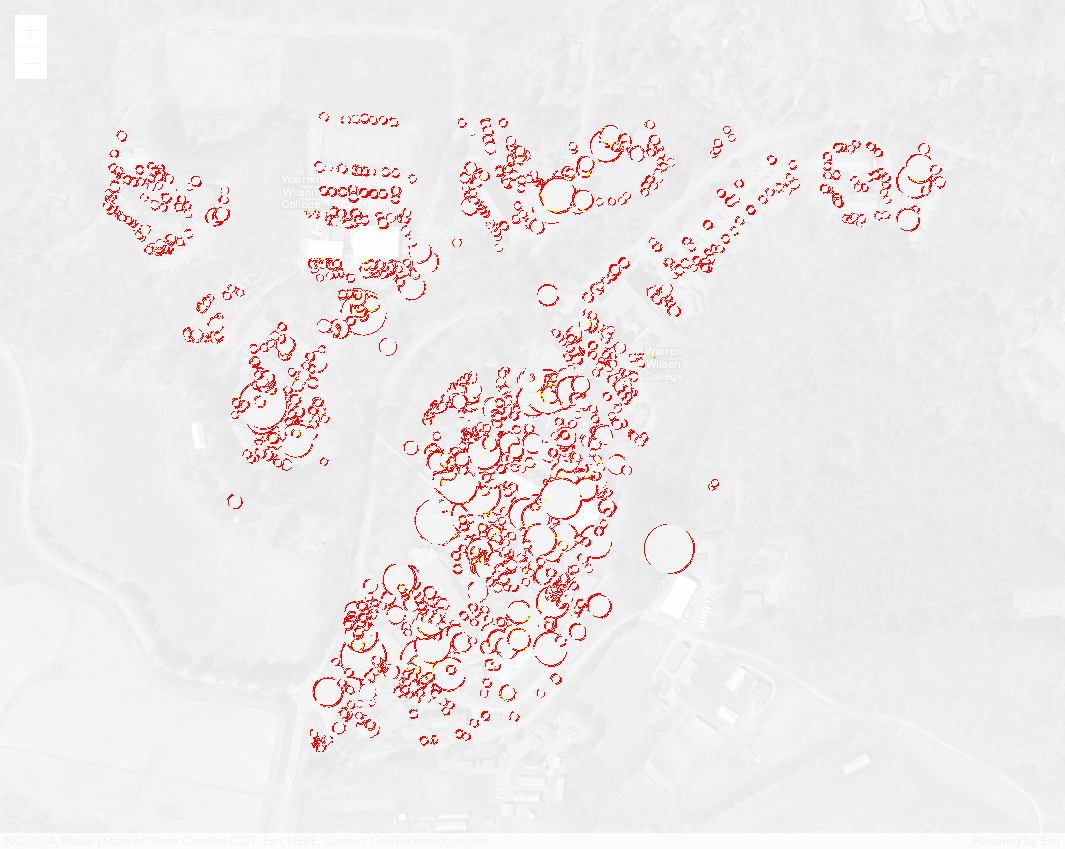 +
−
Warren
Wilson
College
Warren
Wilson
College
NC CGIA, Maxar | State of North Carolina DOT, Esri, HERE, Garmin, GeoTechnologies, Inc.
Powered by Esri